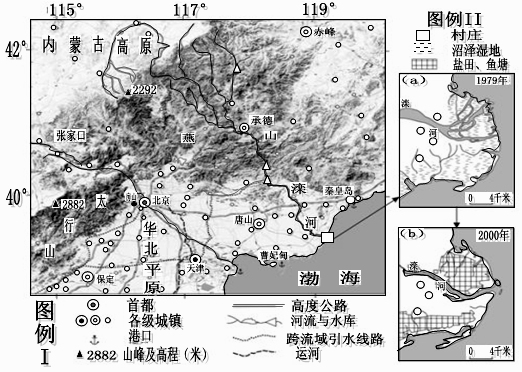 115°
117°
119°
42°
40°
内蒙古高原
赤峰
▲2292
承德
燕
山
张家口
▲2882
太
行
山
北京
滦
河
秦皇岛
唐山
曹妃甸
天津
华
北
平
原
保定
渤海
图例I
首都
各级城镇
港口
▲2882 山峰及高程（米）
高度公路
河流与水库
跨流域引水线路
运河
图例II
村庄
沼泽湿地
盐田、鱼塘
(a) 1979年
滦
河
0 4千米
(b) 2000年
滦
河
0 4千米